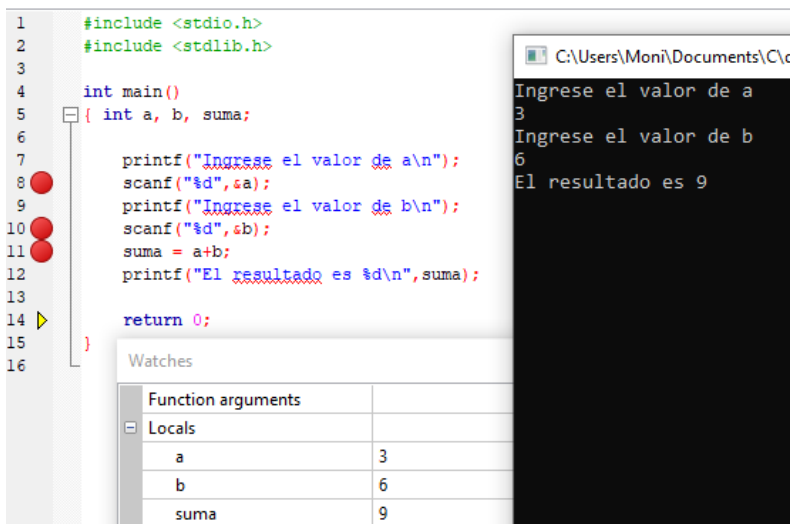 1 #include <stdio.h>
2 #include <stdlib.h>
3
4 int main()
5 { int a, b, suma;
6
7 printf("Ingrese el valor de a\n");
8 scanf("%d",&a);
9 printf("Ingrese el valor de b\n");
10 scanf("%d",&b);
11 suma = a+b;
12 printf("El resultado es %d\n",suma);
13
14 return 0;
15 }
16
Watches
Function arguments
Locals
a 3
b 6
suma 9
C:\Users\Moni\Documents\C\
Ingrese el valor de a
3
Ingrese el valor de b
6
El resultado es 9